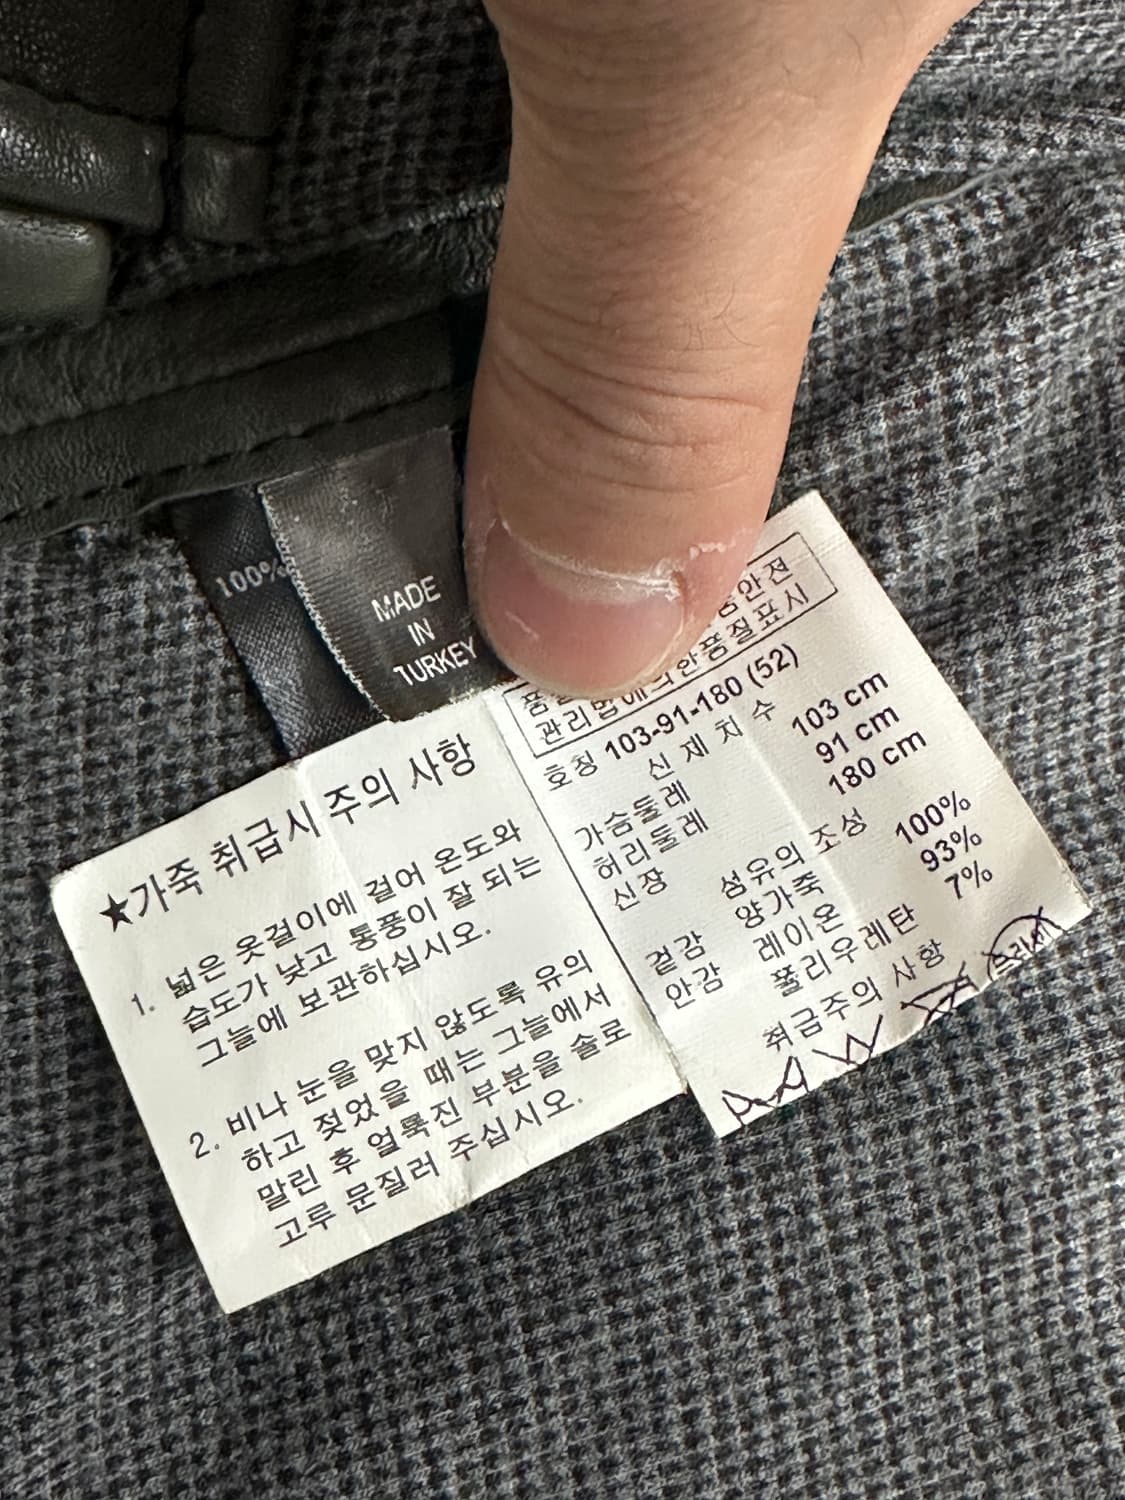 100%
MADE
IN
TURKEY
★가죽 취급시 주의 사항
1. 넓은 옷걸이에 걸어 온도와
습도가 낮고 통풍이 잘 되는
그늘에 보관하십시오.
2. 비나 눈을 맞지 않도록 유의
하고 젖었을 때는 그늘에서
말린 후 얼룩진 부분을 솔로
고루 문질러 주십시오.
안전
관리법에의한품질표시
호칭 103-91-180 (52)
신 체 치 수
가슴둘레 103 cm
허리둘레 91 cm
신장 180 cm
섬유의 조성
겉감 양가죽 100%
안감 레이온 93%
폴리우레탄 7%
취급주의 사항